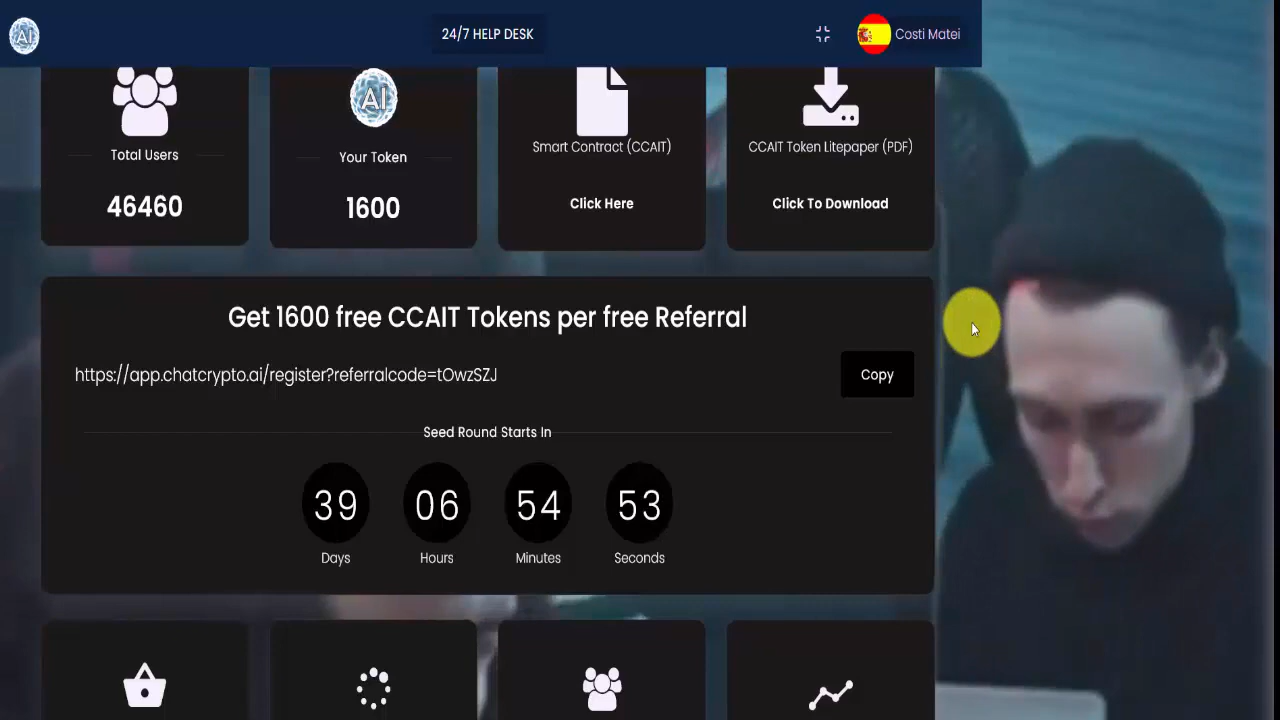 AI
24/7 HELP DESK
Costi Matei
AI
Total Users
46460
Your Token
1600
Smart Contract (CCAIT)
Click Here
CCAIT Token Litepaper (PDF)
Click To Download
Get 1600 free CCAIT Tokens per free Referral
https://app.chatcrypto.ai/register?referralcode=tOwzSZJ
Copy
Seed Round Starts In
39 06 54 53
Days Hours Minutes Seconds